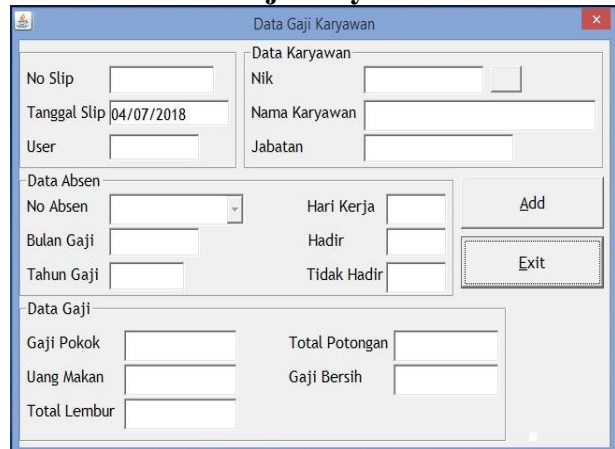 Data Gaji Karyawan
No Slip
Tanggal Slip 04/07/2018
User
Data Karyawan
Nik
Nama Karyawan
Jabatan
Data Absen
No Absen
Bulan Gaji
Tahun Gaji
Hari Kerja
Hadir
Tidak Hadir
Add
Exit
Data Gaji
Gaji Pokok
Uang Makan
Total Lembur
Total Potongan
Gaji Bersih